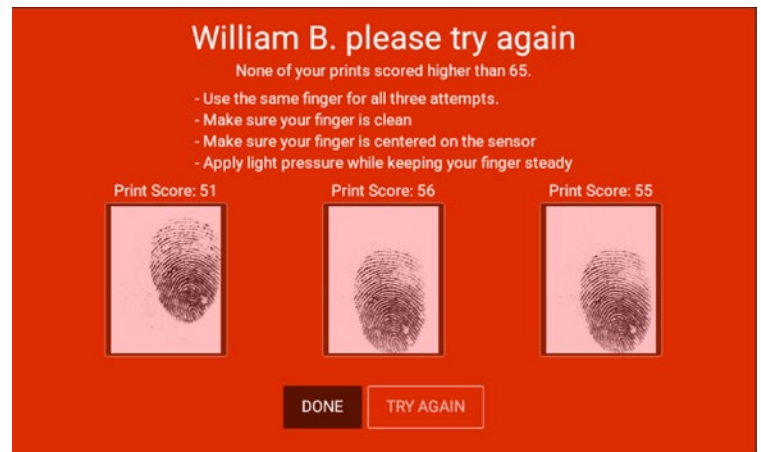 William B. please try again
None of your prints scored higher than 65.
- Use the same finger for all three attempts.
- Make sure your finger is clean
- Make sure your finger is centered on the sensor
- Apply light pressure while keeping your finger steady
Print Score: 51
Print Score: 56
Print Score: 55
DONE
TRY AGAIN